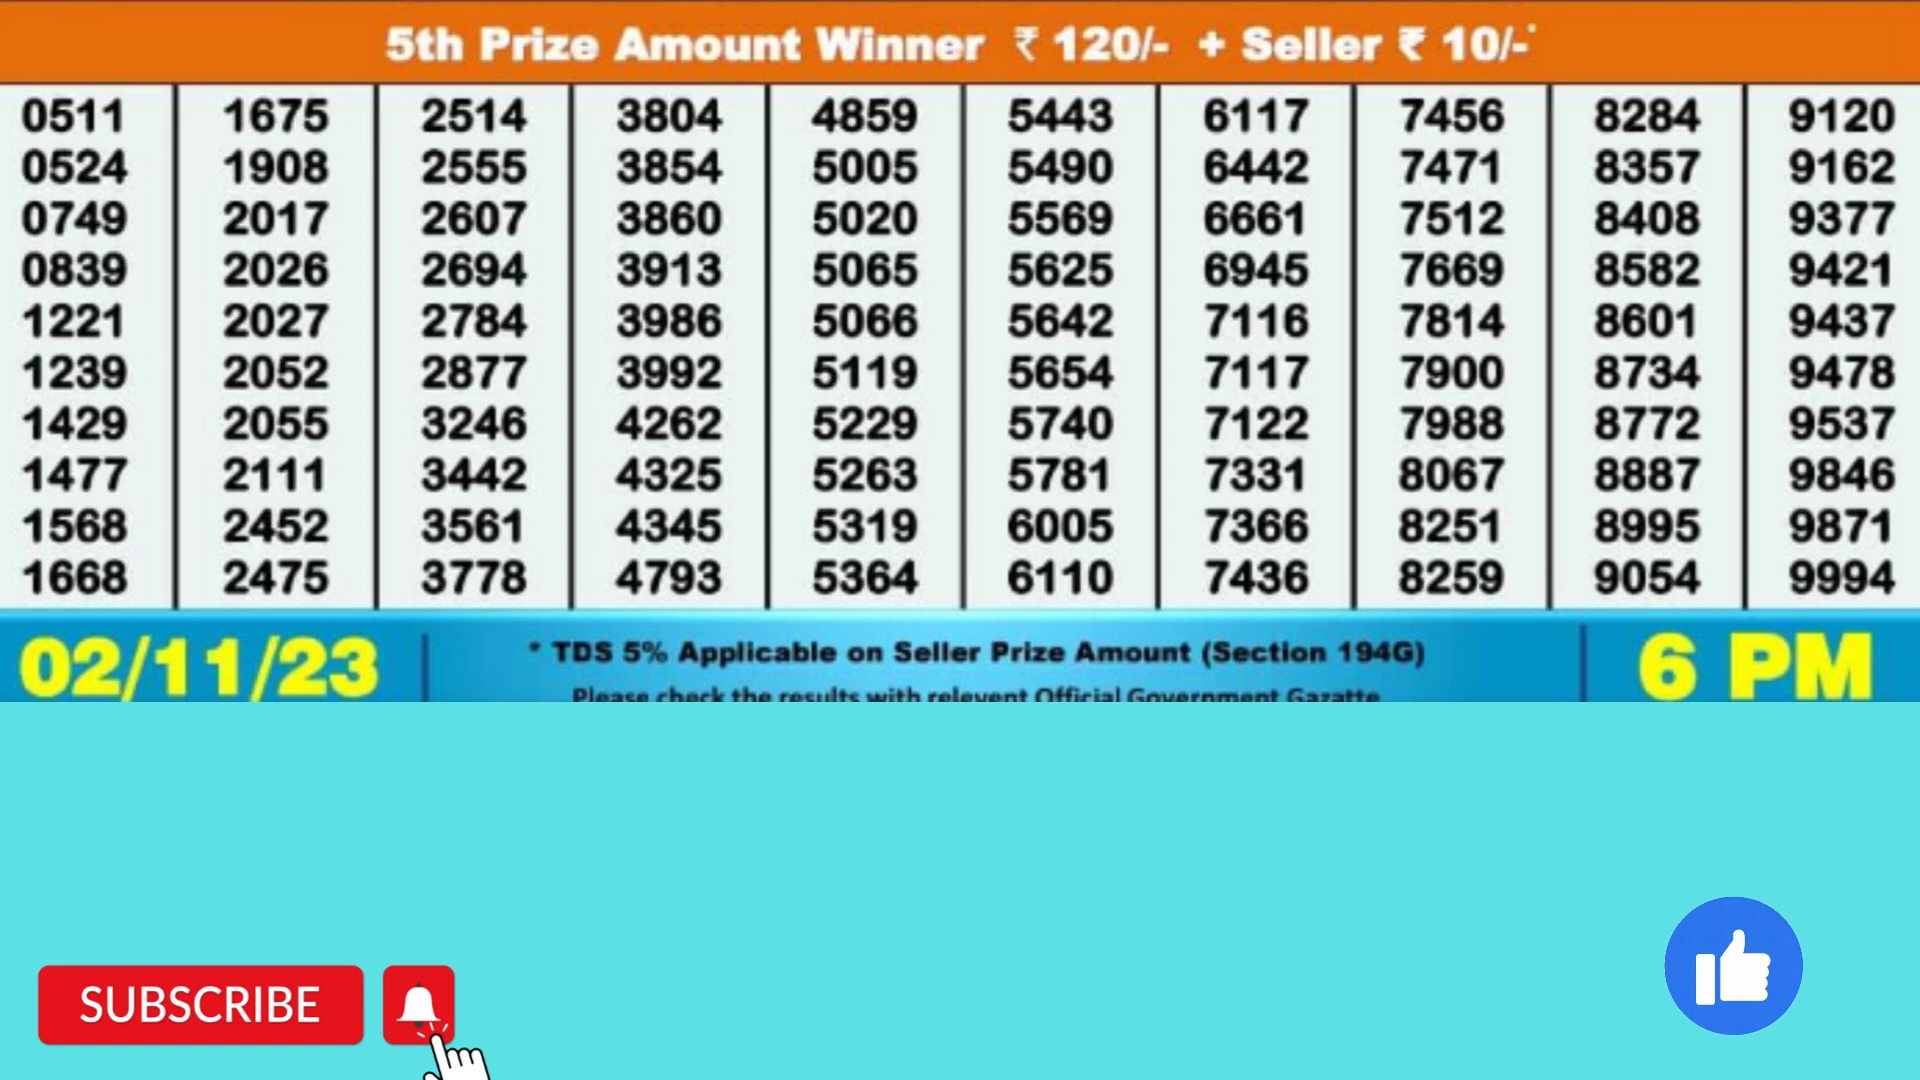 5th Prize Amount Winner ₹ 120/- + Seller ₹ 10/-*
0511 1675 2514 3804 4859 5443 6117 7456 8284 9120
0524 1908 2555 3854 5005 5490 6442 7471 8357 9162
0749 2017 2607 3860 5020 5569 6661 7512 8408 9377
0839 2026 2694 3913 5065 5625 6945 7669 8582 9421
1221 2027 2784 3986 5066 5642 7116 7814 8601 9437
1239 2052 2877 3992 5119 5654 7117 7900 8734 9478
1429 2055 3246 4262 5229 5740 7122 7988 8772 9537
1477 2111 3442 4325 5263 5781 7331 8067 8887 9846
1568 2452 3561 4345 5319 6005 7366 8251 8995 9871
1668 2475 3778 4793 5364 6110 7436 8259 9054 9994
02/11/23
* TDS 5% Applicable on Seller Prize Amount (Section 194G)
Please check the results with relevent Official Government Gazatte
6 PM
SUBSCRIBE